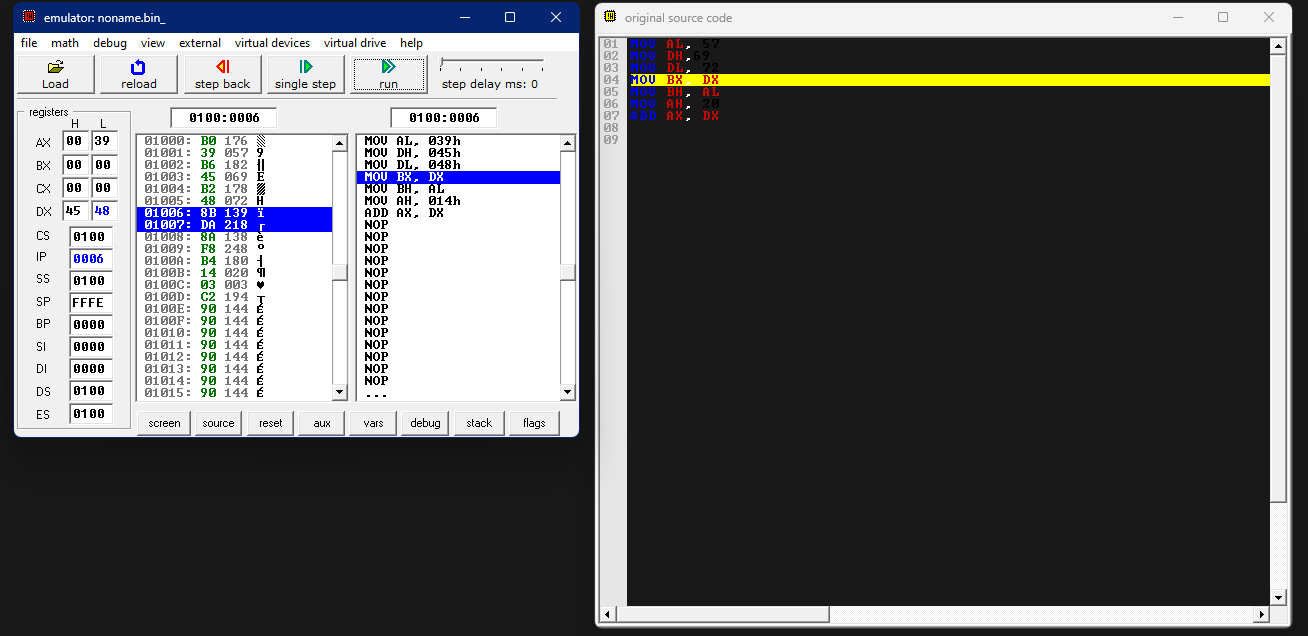 emulator: noname.bin_
file math debug view external virtual devices virtual drive help
Load reload step back single step run step delay ms: 0
registers
H L
AX 00 39
BX 00 00
CX 00 00
DX 45 48
CS 0100
IP 0006
SS 0100
SP FFFE
BP 0000
SI 0000
DI 0000
DS 0100
ES 0100
0100:0006
01000: B0 176 ▒
01001: 39 057 9
01002: B6 182 ╢
01003: 45 069 E
01004: B2 178 ▓
01005: 48 072 H
01006: 8B 139 ï
01007: DA 218 ┌
01008: 8A 138 è
01009: F8 248 °
0100A: B4 180 ┤
0100B: 14 020 ¶
0100C: 03 003 ♥
0100D: C2 194 ┬
0100E: 90 144 É
0100F: 90 144 É
01010: 90 144 É
01011: 90 144 É
01012: 90 144 É
01013: 90 144 É
01014: 90 144 É
01015: 90 144 É
0100:0006
MOV AL, 039h
MOV DH, 045h
MOV DL, 048h
MOV BX, DX
MOV BH, AL
MOV AH, 014h
ADD AX, DX
NOP
NOP
NOP
NOP
NOP
NOP
NOP
NOP
NOP
NOP
NOP
NOP
NOP
NOP
...
screen source reset aux vars debug stack flags
original source code
01 MOV AL, 57
02 MOV DH,69
03 MOV DL, 72
04 MOV BX, DX
05 MOV BH, AL
06 MOV AH, 20
07 ADD AX, DX
08
09